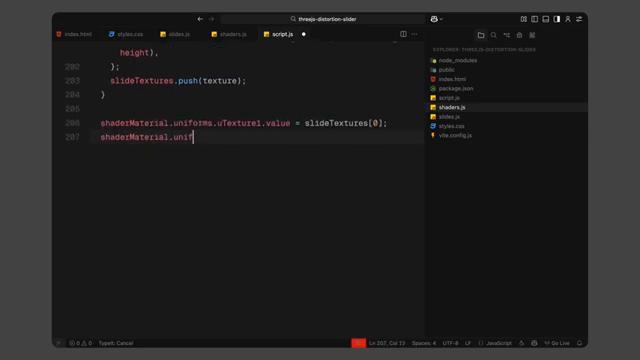 threejs-distortion-slider
index.html
styles.css
slides.js
shaders.js
script.js
EXPLORER: THREEJS-DISTORTION-SLIDER
height),
202 };
203 slideTextures.push(texture);
204 }
205
206 shaderMaterial.uniforms.uTexture1.value = slideTextures[0];
207 shaderMaterial.unif
node_modules
public
index.html
package.json
script.js
shaders.js
slides.js
styles.css
vite.config.js
0 0 Type It: Cancel Ln 207, Col 13 Spaces: 4 UTF-8 LF {} JavaScript Go Live